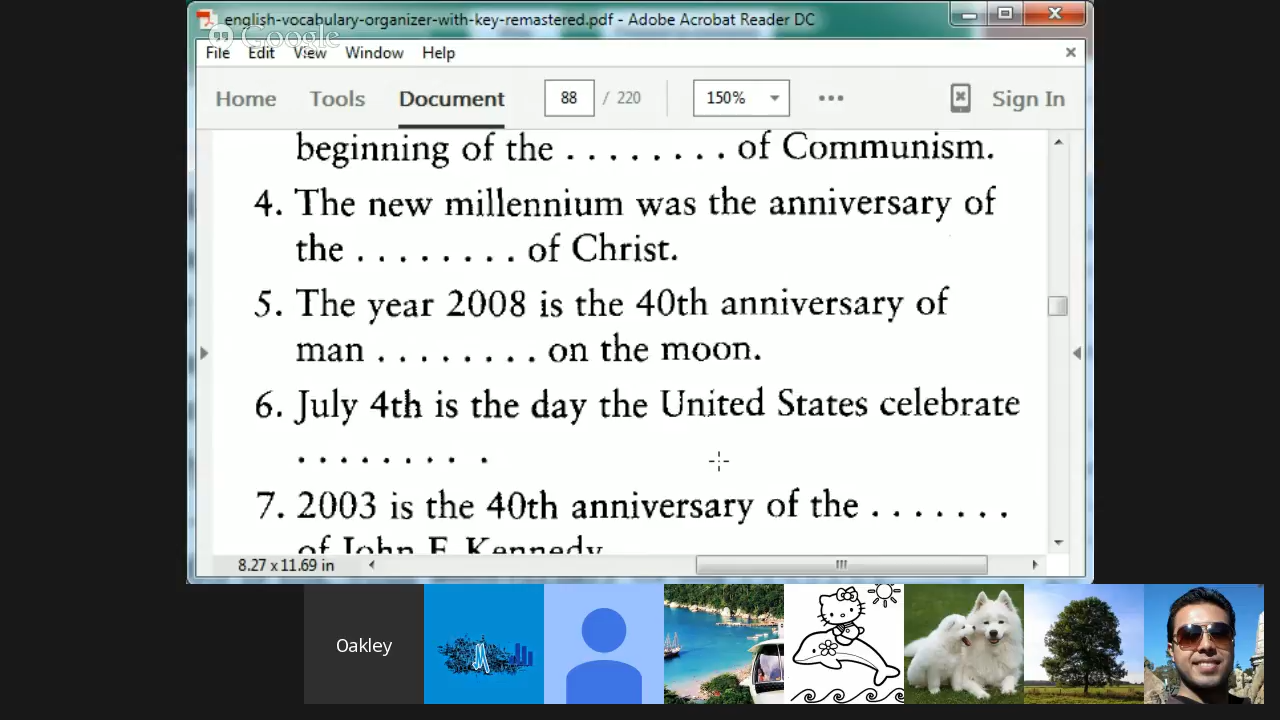 english-vocabulary-organizer-with-key-remastered.pdf - Adobe Acrobat Reader DC
Google
File Edit View Window Help
Home Tools Document 88 / 220 150% Sign In
beginning of the . . . . . . . . of Communism.
4. The new millennium was the anniversary of
the . . . . . . . . of Christ.
5. The year 2008 is the 40th anniversary of
man . . . . . . . . on the moon.
6. July 4th is the day the United States celebrate
. . . . . . . . .
7. 2003 is the 40th anniversary of the . . . . . . .
of John F Kennedy
8.27 x 11.69 in
Oakley